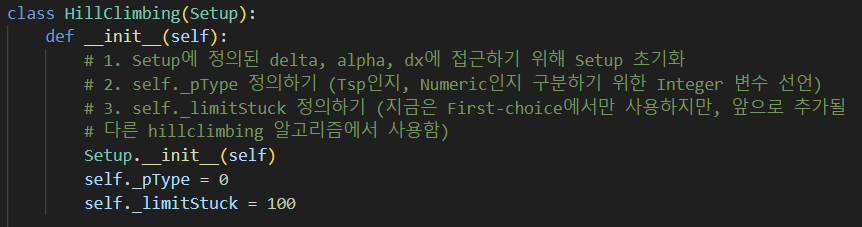 class HillClimbing(Setup):
    def __init__(self):
        # 1. Setup에 정의된 delta, alpha, dx에 접근하기 위해 Setup 초기화
        # 2. self._pType 정의하기 (Tsp인지, Numeric인지 구분하기 위한 Integer 변수 선언)
        # 3. self._limitStuck 정의하기 (지금은 First-choice에서만 사용하지만, 앞으로 추가될
        # 다른 hillclimbing 알고리즘에서 사용함)
        Setup.__init__(self)
        self._pType = 0
        self._limitStuck = 100